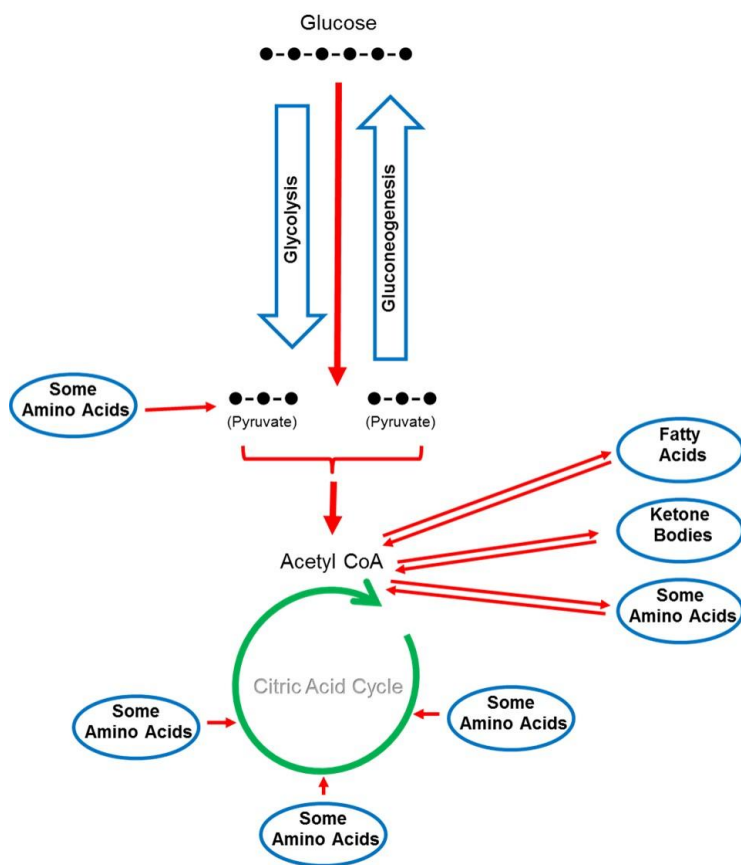 Glucose
Glycolysis
Gluconeogenesis
Some
Amino Acids
(Pyruvate)
(Pyruvate)
Fatty
Acids
Ketone
Bodies
Acetyl CoA
Some
Amino Acids
Citric Acid Cycle
Some
Amino Acids
Some
Amino Acids
Some
Amino Acids